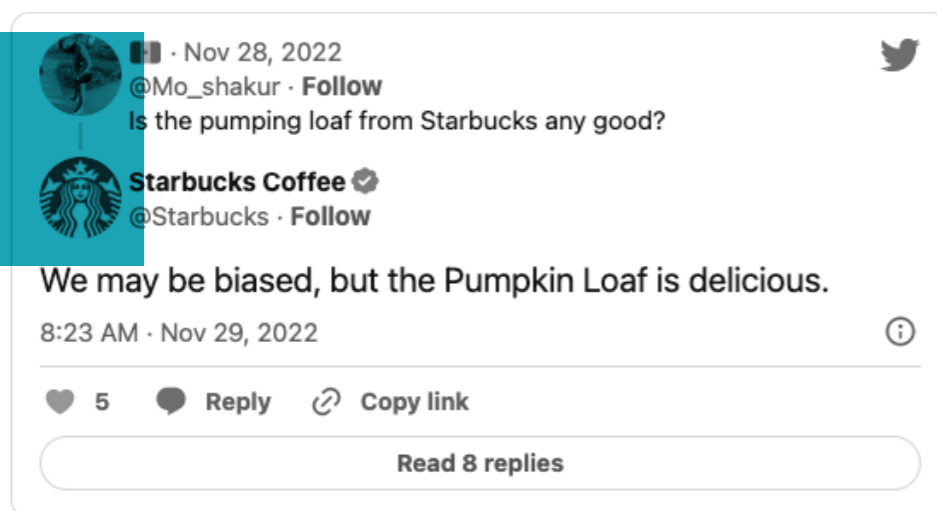 · Nov 28, 2022
@Mo_shakur · Follow
Is the pumping loaf from Starbucks any good?
Starbucks Coffee
@Starbucks · Follow
We may be biased, but the Pumpkin Loaf is delicious.
8:23 AM · Nov 29, 2022
5 Reply Copy link
Read 8 replies